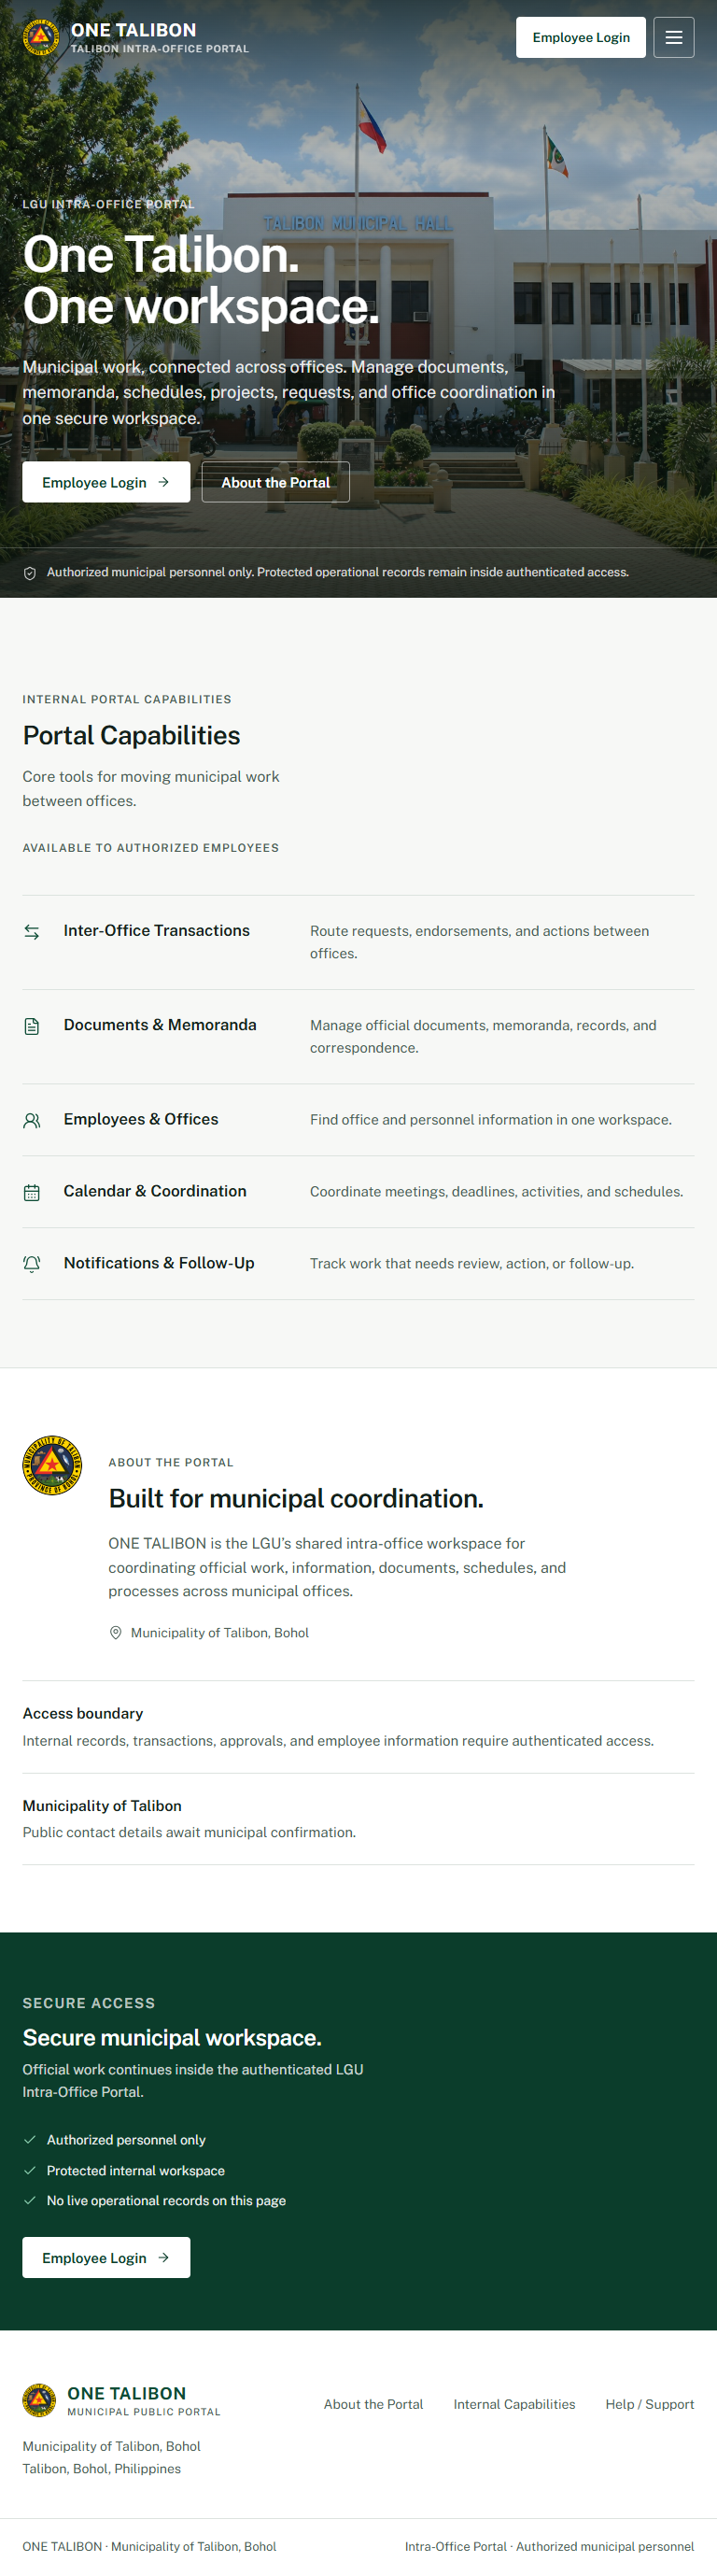 ONE TALIBON
TALIBON INTRA-OFFICE PORTAL
Employee Login
LGU INTRA-OFFICE PORTAL
TALIBON MUNICIPAL HALL
One Talibon.
One workspace.
Municipal work, connected across offices. Manage documents,
memoranda, schedules, projects, requests, and office coordination in
one secure workspace.
Employee Login
About the Portal
Authorized municipal personnel only. Protected operational records remain inside authenticated access.
INTERNAL PORTAL CAPABILITIES
Portal Capabilities
Core tools for moving municipal work
between offices.
AVAILABLE TO AUTHORIZED EMPLOYEES
Inter-Office Transactions
Route requests, endorsements, and actions between
offices.
Documents & Memoranda
Manage official documents, memoranda, records, and
correspondence.
Employees & Offices
Find office and personnel information in one workspace.
Calendar & Coordination
Coordinate meetings, deadlines, activities, and schedules.
Notifications & Follow-Up
Track work that needs review, action, or follow-up.
MUNICIPALITY OF TALIBON
PROVINCE OF BOHOL
ABOUT THE PORTAL
Built for municipal coordination.
ONE TALIBON is the LGU’s shared intra-office workspace for
coordinating official work, information, documents, schedules, and
processes across municipal offices.
Municipality of Talibon, Bohol
Access boundary
Internal records, transactions, approvals, and employee information require authenticated access.
Municipality of Talibon
Public contact details await municipal confirmation.
SECURE ACCESS
Secure municipal workspace.
Official work continues inside the authenticated LGU
Intra-Office Portal.
Authorized personnel only
Protected internal workspace
No live operational records on this page
Employee Login
ONE TALIBON
MUNICIPAL PUBLIC PORTAL
About the Portal
Internal Capabilities
Help / Support
Municipality of Talibon, Bohol
Talibon, Bohol, Philippines
ONE TALIBON · Municipality of Talibon, Bohol
Intra-Office Portal · Authorized municipal personnel